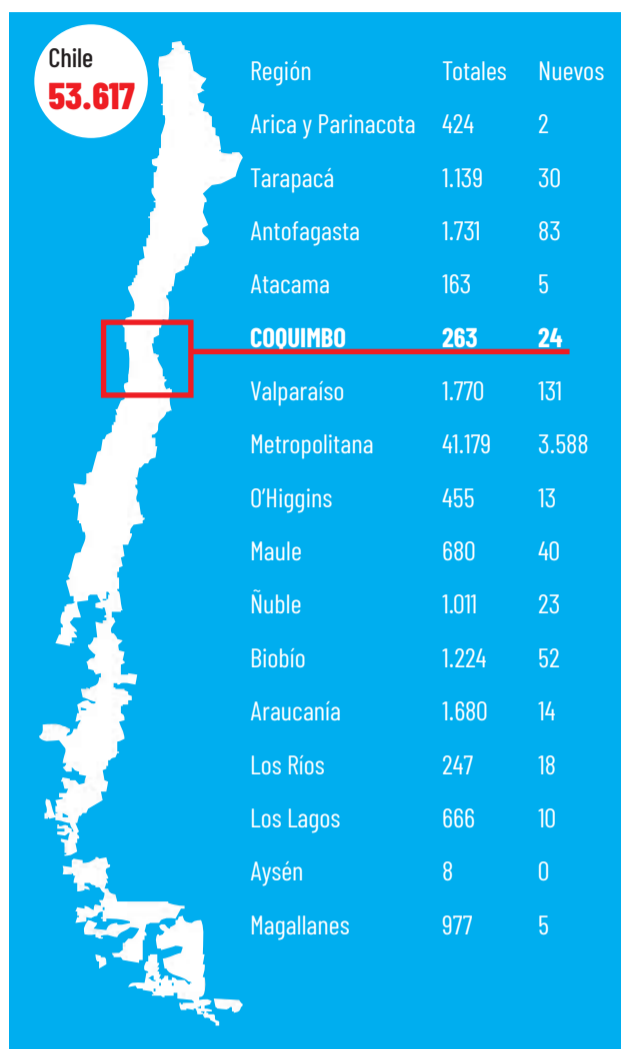 Chile
53.617
Región Totales Nuevos
Arica y Parinacota 424 2
Tarapacá 1.139 30
Antofagasta 1.731 83
Atacama 163 5
COQUIMBO 263 24
Valparaíso 1.770 131
Metropolitana 41.179 3.588
O’Higgins 455 13
Maule 680 40
Ñuble 1.011 23
Biobío 1.224 52
Araucanía 1.680 14
Los Ríos 247 18
Los Lagos 666 10
Aysén 8 0
Magallanes 977 5